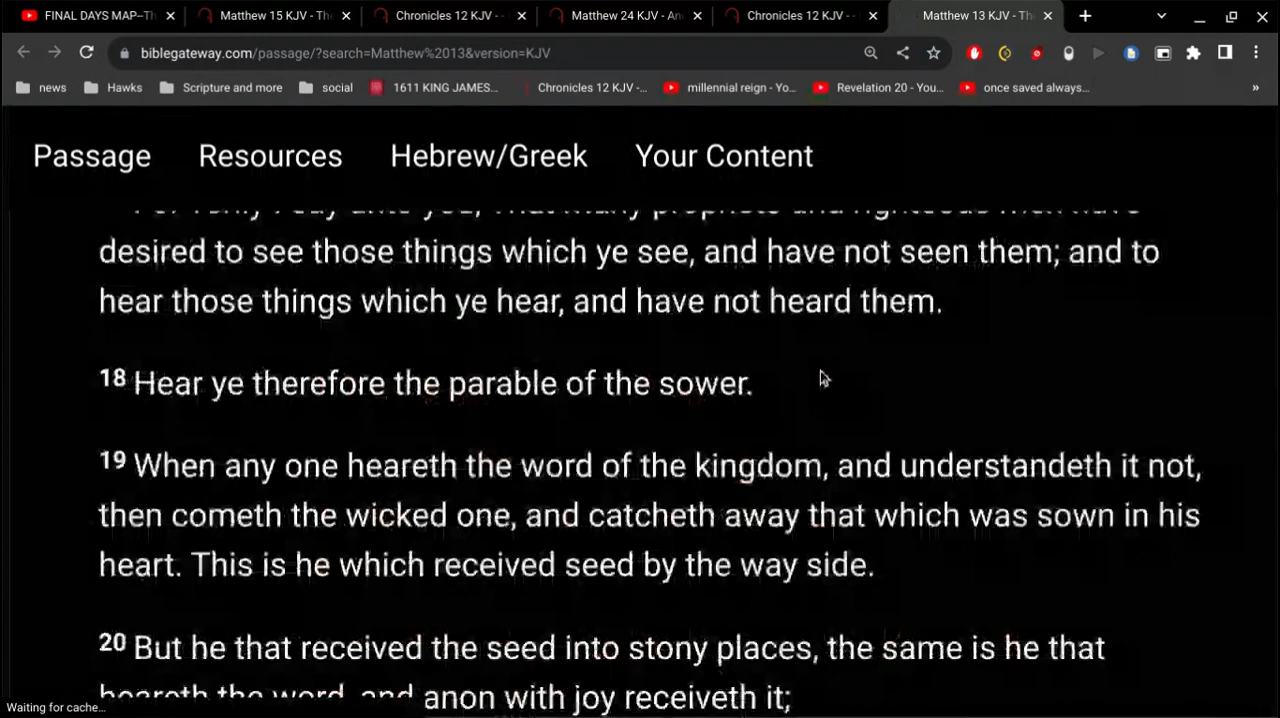 FINAL DAYS MAP--Th
Matthew 15 KJV - The
Chronicles 12 KJV - -
Matthew 24 KJV - An
Chronicles 12 KJV - -
Matthew 13 KJV - The
biblegateway.com/passage/?search=Matthew%2013&version=KJV
news
Hawks
Scripture and more
social
1611 KING JAMES...
Chronicles 12 KJV -...
millennial reign - Yo...
Revelation 20 - You...
once saved always...
»
Passage
Resources
Hebrew/Greek
Your Content
desired to see those things which ye see, and have not seen them; and to
hear those things which ye hear, and have not heard them.
18 Hear ye therefore the parable of the sower.
19 When any one heareth the word of the kingdom, and understandeth it not,
then cometh the wicked one, and catcheth away that which was sown in his
heart. This is he which received seed by the way side.
20 But he that received the seed into stony places, the same is he that
heareth the word, and anon with joy receiveth it;
Waiting for cache...